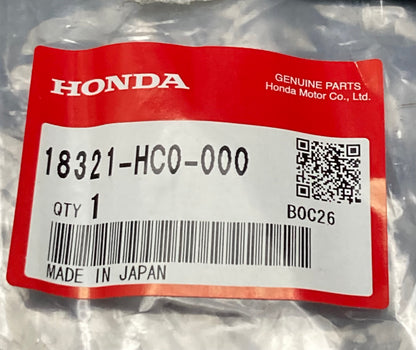 HONDA
GENUINE PARTS
Honda Motor Co., Ltd.
18321-HC0-000
QTY 1
B0C26
MADE IN JAPAN